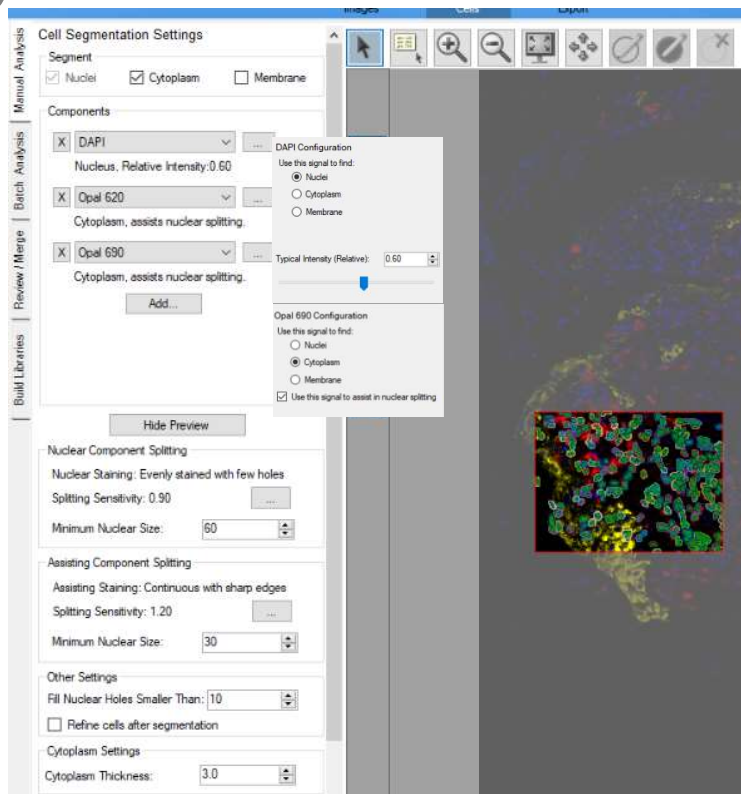 Images Cells Export
Manual Analysis
Batch Analysis
Review / Merge
Build Libraries
Cell Segmentation Settings
Segment
Nuclei Cytoplasm Membrane
Components
X DAPI ...
Nucleus, Relative Intensity:0.60
X Opal 620 ...
Cytoplasm, assists nuclear splitting.
X Opal 690 ...
Cytoplasm, assists nuclear splitting.
Add...
DAPI Configuration
Use this signal to find:
Nuclei
Cytoplasm
Membrane
Typical Intensity (Relative): 0.60
Opal 690 Configuration
Use this signal to find:
Nuclei
Cytoplasm
Membrane
Use this signal to assist in nuclear splitting
Hide Preview
Nuclear Component Splitting
Nuclear Staining: Evenly stained with few holes
Splitting Sensitivity: 0.90 ...
Minimum Nuclear Size: 60
Assisting Component Splitting
Assisting Staining: Continuous with sharp edges
Splitting Sensitivity: 1.20 ...
Minimum Nuclear Size: 30
Other Settings
Fill Nuclear Holes Smaller Than: 10
Refine cells after segmentation
Cytoplasm Settings
Cytoplasm Thickness: 3.0